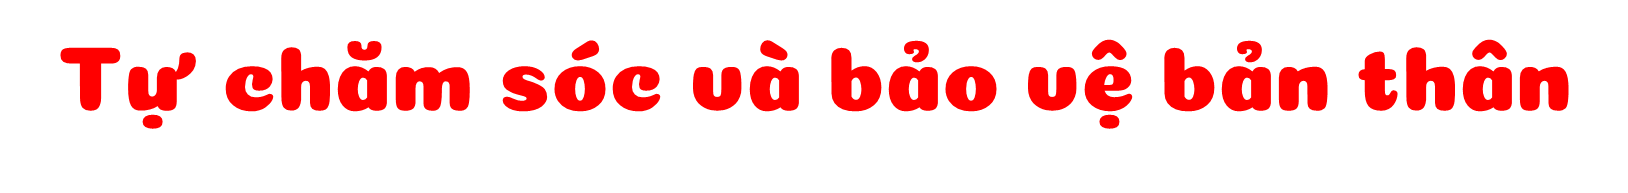 Tự chăm sóc và bảo vệ bản thân